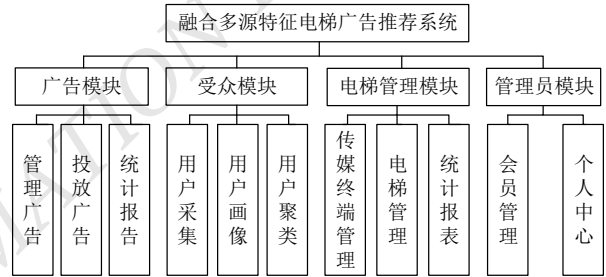 融合多源特征电梯广告推荐系统
广告模块
受众模块
电梯管理模块
管理员模块
管理广告
投放广告
统计报告
用户采集
用户画像
用户聚类
传媒终端管理
电梯管理
统计报表
会员管理
个人中心
MATION